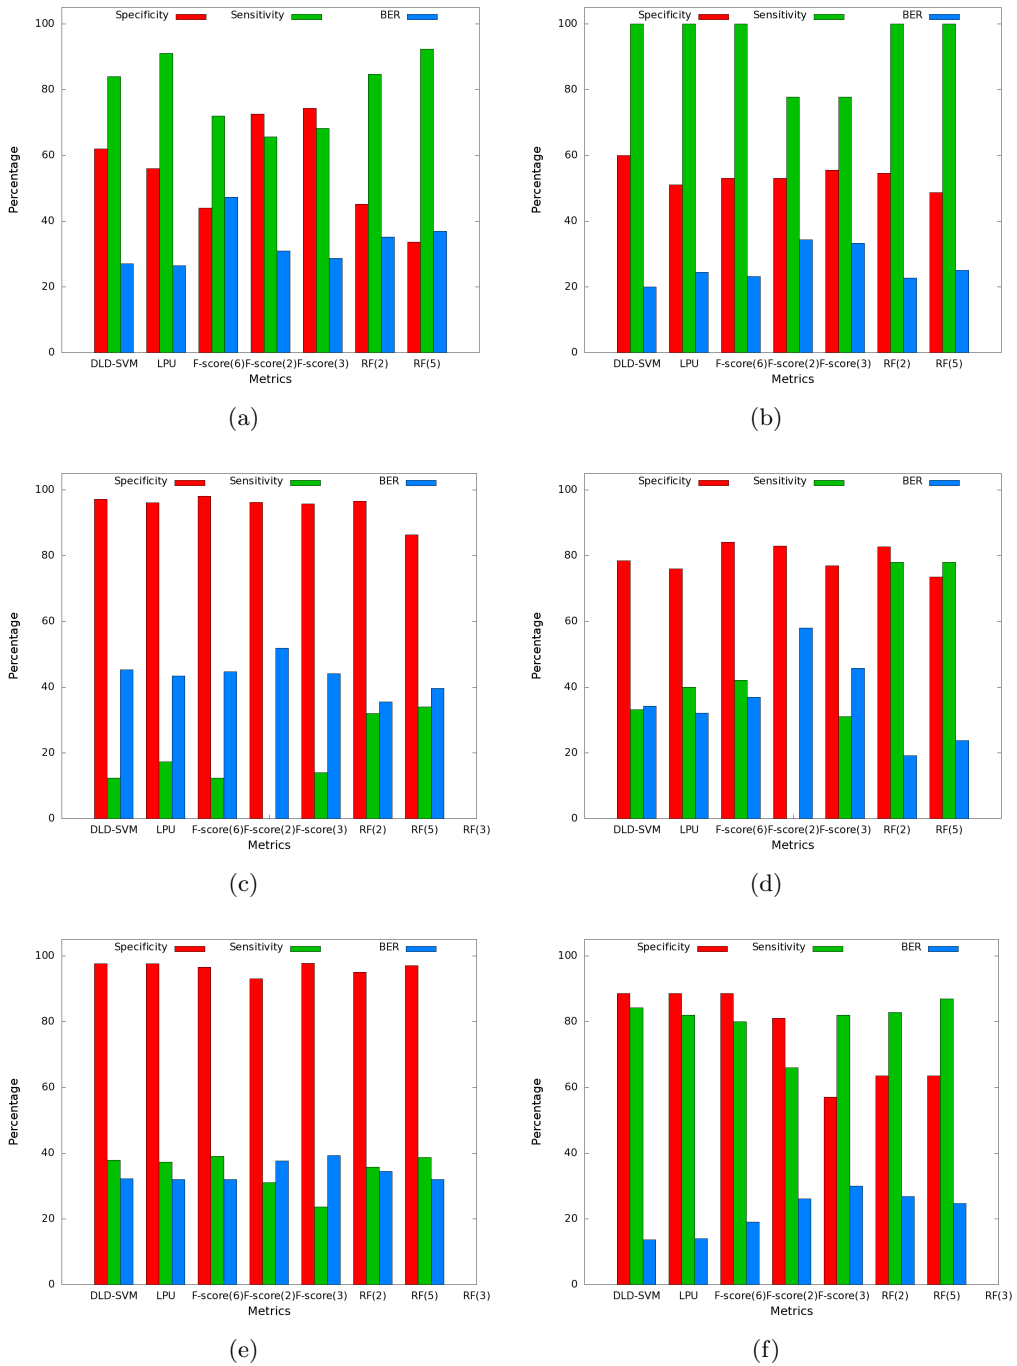 Specificity Sensitivity BER
100
80
60
40
20
0
Percentage
DLD-SVM LPU F-score(6) F-score(2) F-score(3) RF(2) RF(5)
Metrics
(a)
Specificity Sensitivity BER
100
80
60
40
20
0
Percentage
DLD-SVM LPU F-score(6) F-score(2) F-score(3) RF(2) RF(5)
Metrics
(b)
Specificity Sensitivity BER
100
80
60
40
20
0
Percentage
DLD-SVM LPU F-score(6) F-score(2) F-score(3) RF(2) RF(5) RF(3)
Metrics
(c)
Specificity Sensitivity BER
100
80
60
40
20
0
Percentage
DLD-SVM LPU F-score(6) F-score(2) F-score(3) RF(2) RF(5)
Metrics
(d)
Specificity Sensitivity BER
100
80
60
40
20
0
Percentage
DLD-SVM LPU F-score(6) F-score(2) F-score(3) RF(2) RF(5) RF(3)
Metrics
(e)
Specificity Sensitivity BER
100
80
60
40
20
0
Percentage
DLD-SVM LPU F-score(6) F-score(2) F-score(3) RF(2) RF(5) RF(3)
Metrics
(f)